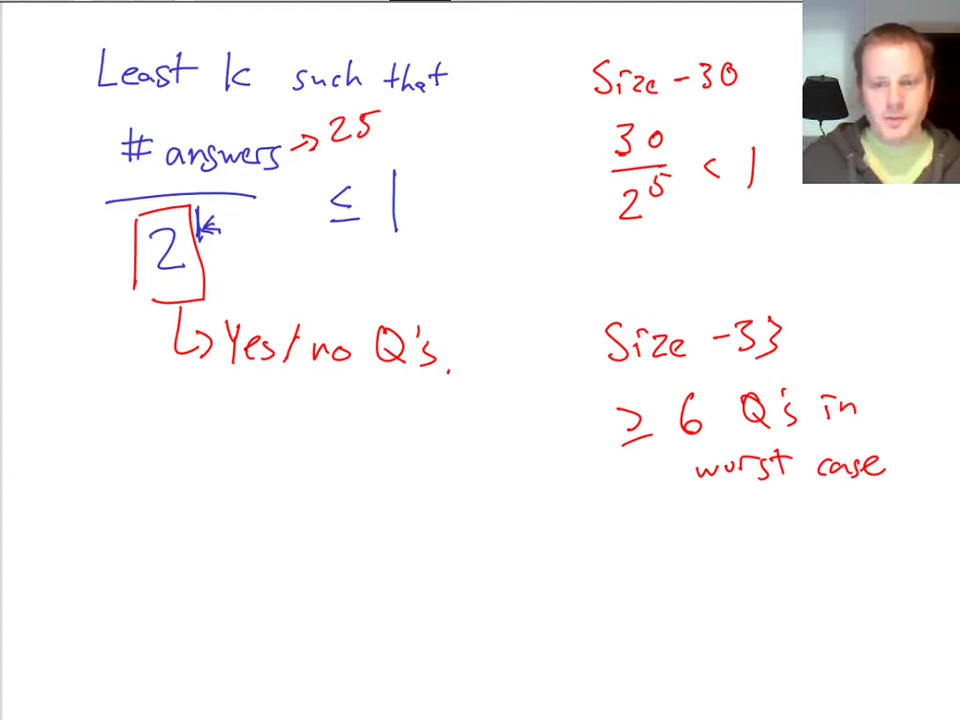 Least k such that
# answers → 25
2^k ≤ 1
↳ Yes/no Q's.
Size - 30
30
2^5 < 1
Size - 33
≥ 6 Q's in
worst case